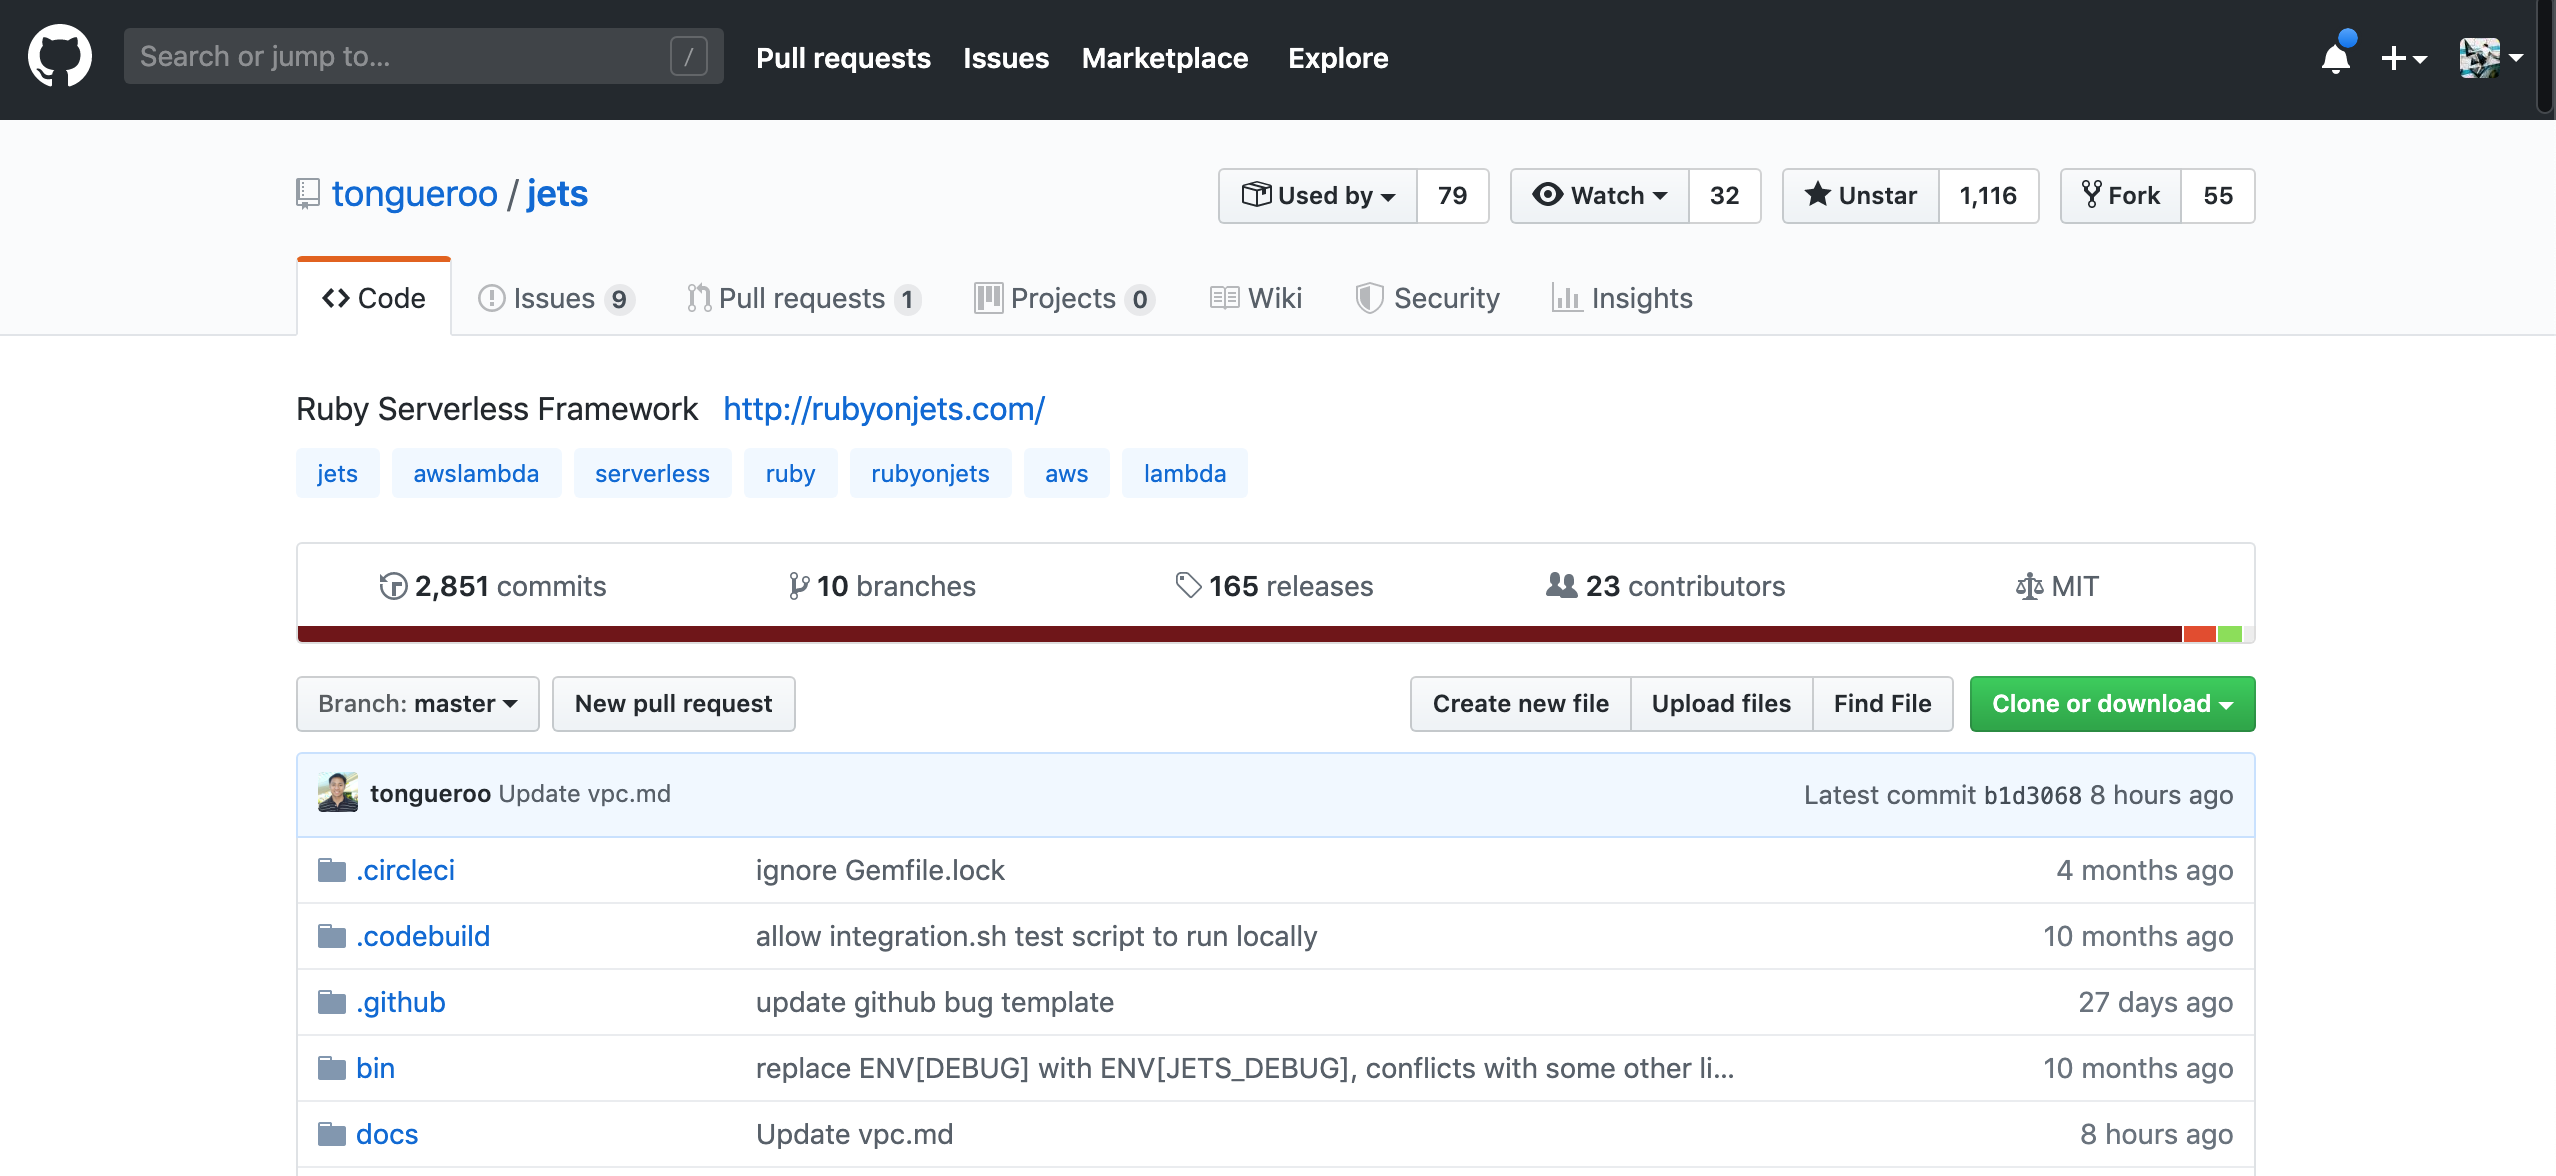 Search or jump to... /
Pull requests Issues Marketplace Explore
tongueroo / jets
Used by 79 Watch 32 Unstar 1,116 Fork 55
Code Issues 9 Pull requests 1 Projects 0 Wiki Security Insights
Ruby Serverless Framework http://rubyonjets.com/
jets awslambda serverless ruby rubyonjets aws lambda
2,851 commits 10 branches 165 releases 23 contributors MIT
Branch: master New pull request Create new file Upload files Find File Clone or download
tongueroo Update vpc.md Latest commit b1d3068 8 hours ago
.circleci ignore Gemfile.lock 4 months ago
.codebuild allow integration.sh test script to run locally 10 months ago
.github update github bug template 27 days ago
bin replace ENV[DEBUG] with ENV[JETS_DEBUG], conflicts with some other li... 10 months ago
docs Update vpc.md 8 hours ago